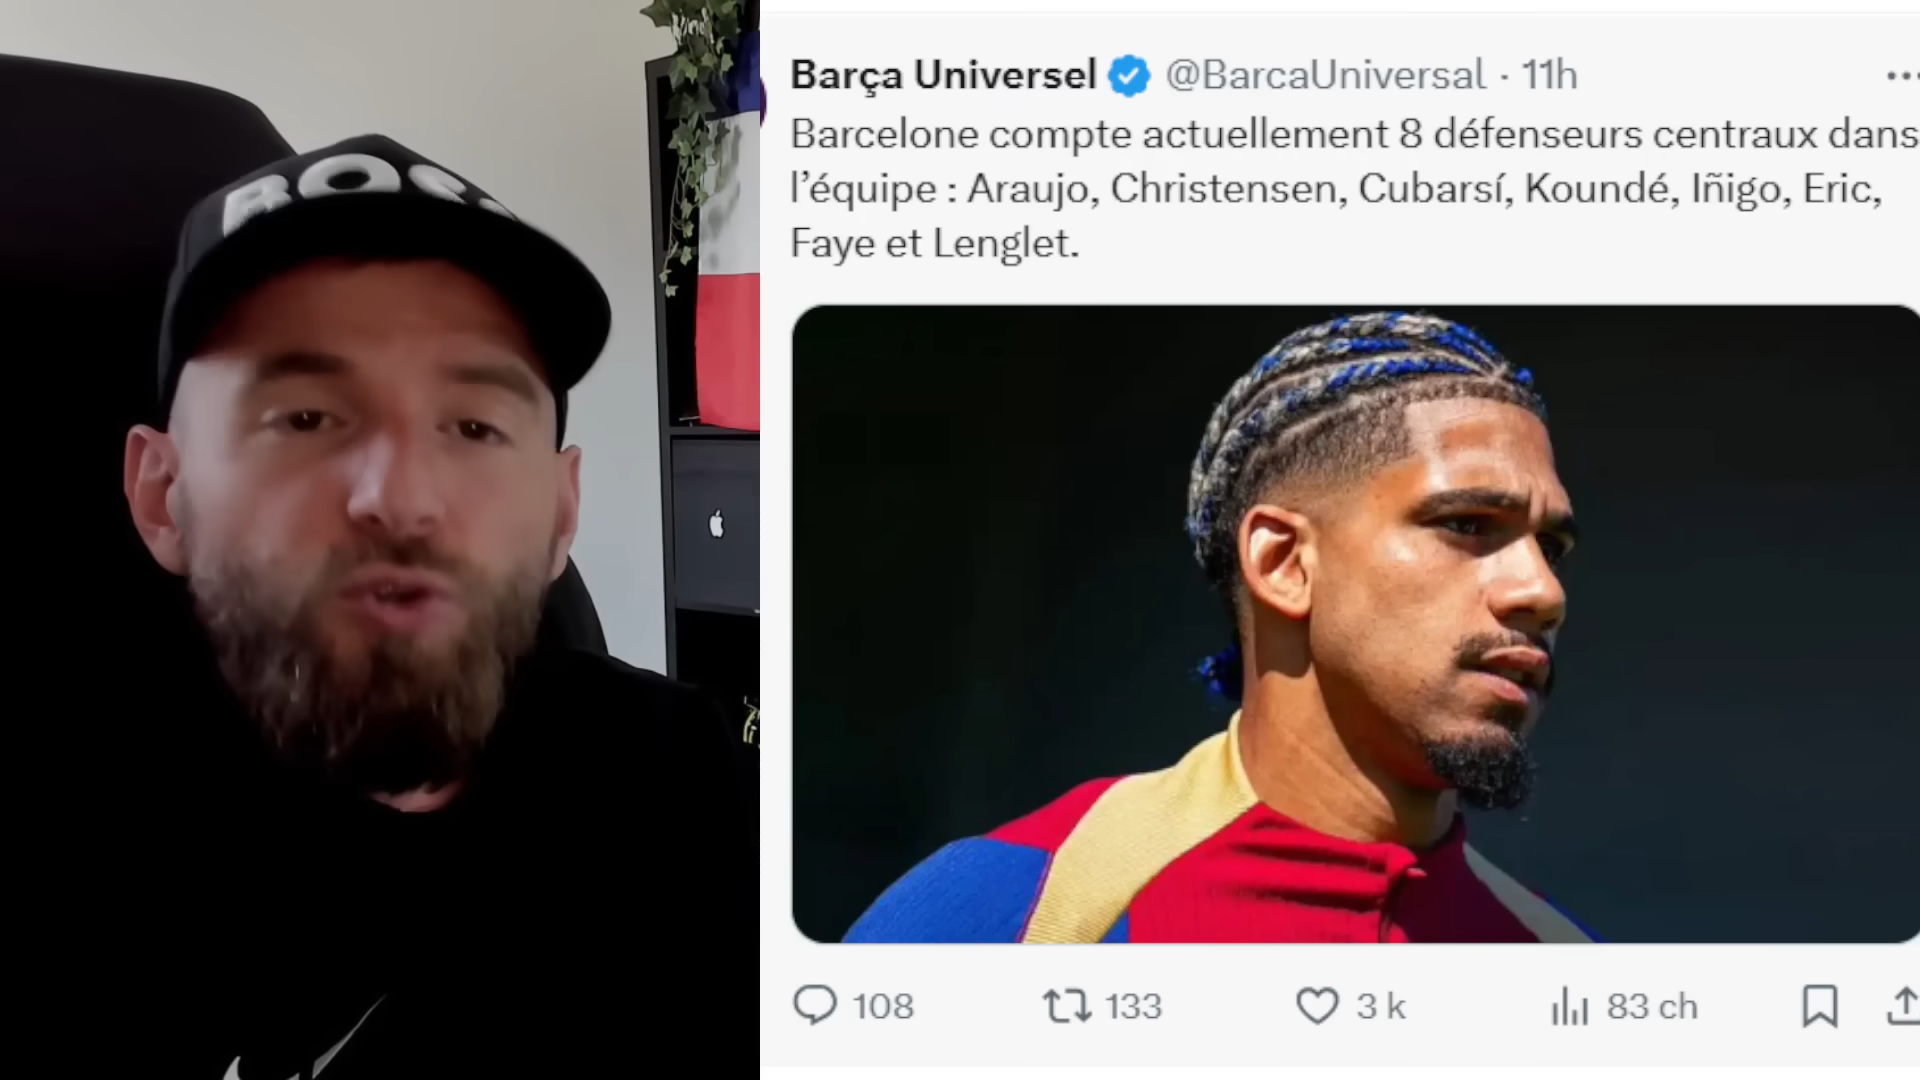 BOSS
Barça Universel @BarcaUniversal · 11h
Barcelone compte actuellement 8 défenseurs centraux dans
l’équipe : Araujo, Christensen, Cubarsí, Koundé, Iñigo, Eric,
Faye et Lenglet.
108 133 3 k 83 ch